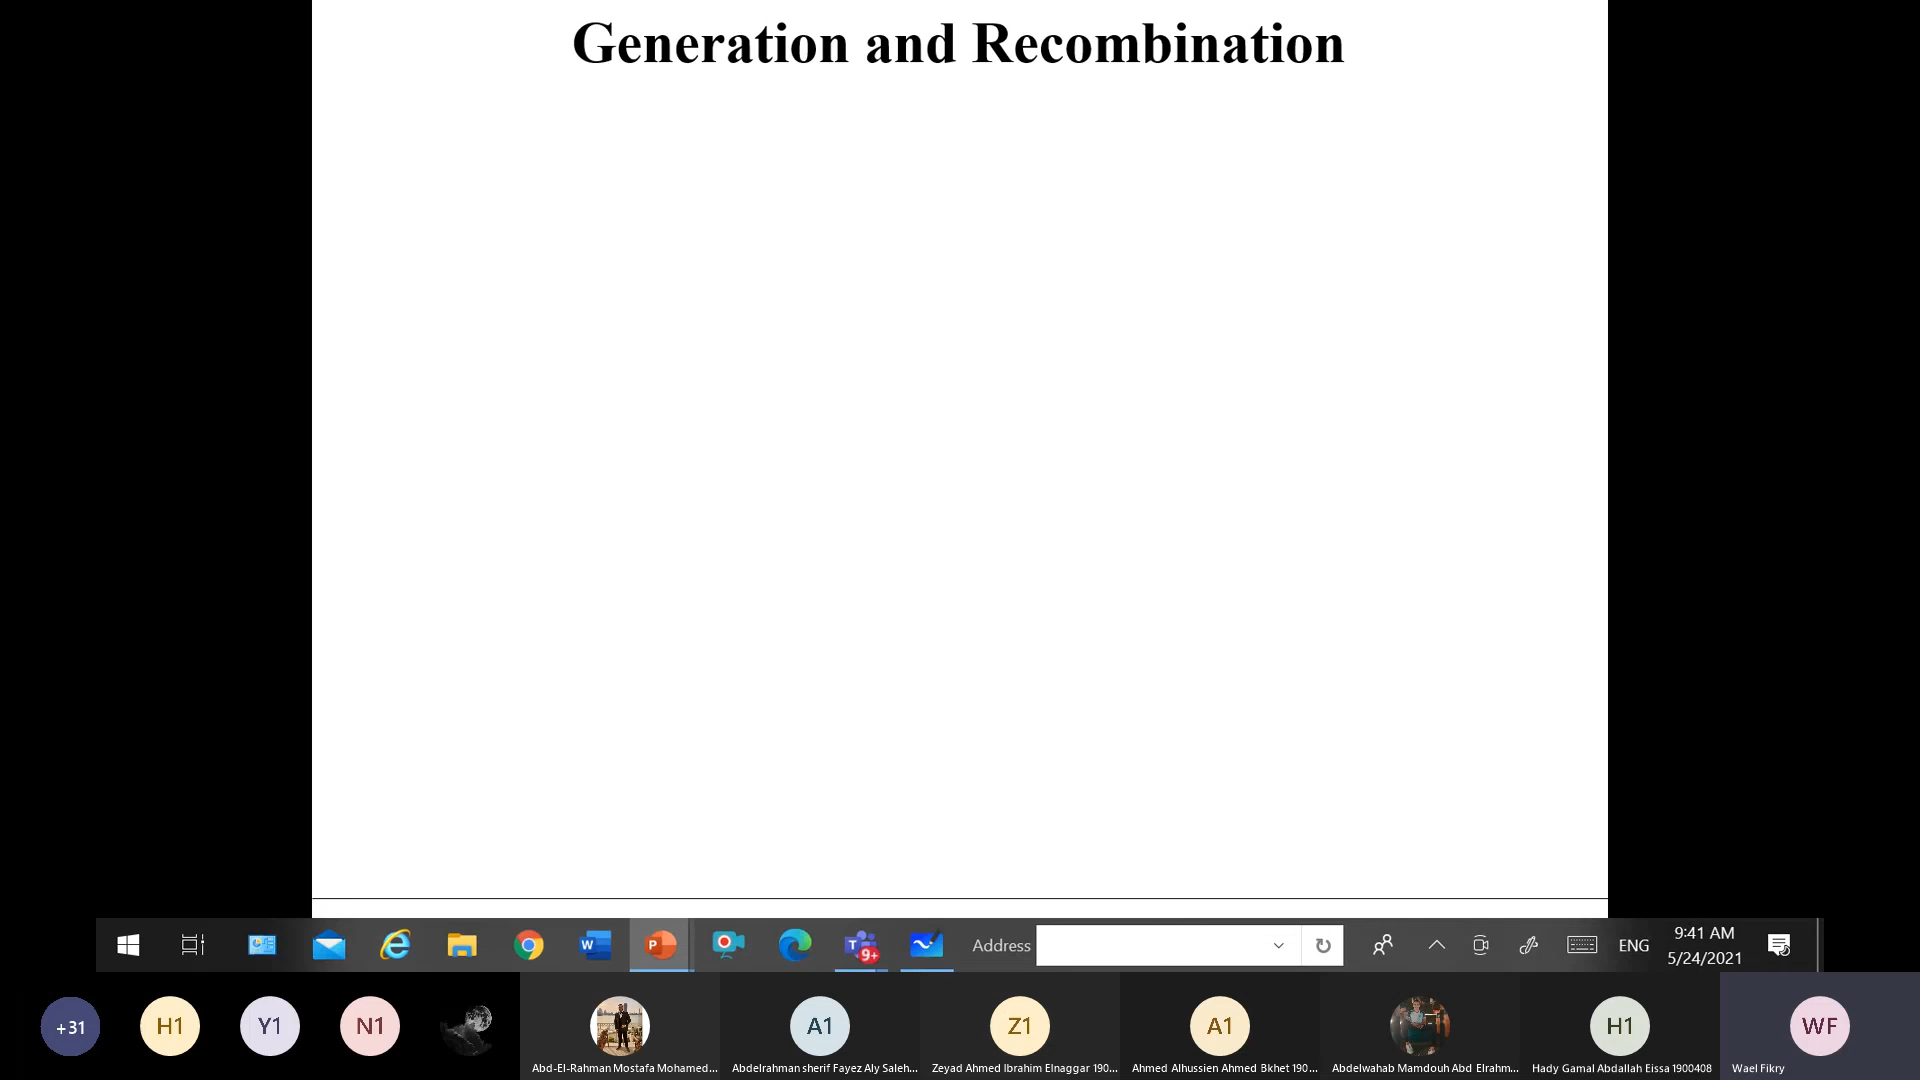 Generation and Recombination
Address
ENG
9:41 AM
5/24/2021
9+
+31
H1
Y1
N1
A1
Z1
A1
H1
WF
Abd-El-Rahman Mostafa Mohamed...
Abdelrahman sherif Fayez Aly Saleh...
Zeyad Ahmed Ibrahim Elnaggar 190...
Ahmed Alhussien Ahmed Bkhet 190...
Abdelwahab Mamdouh Abd Elrahm...
Hady Gamal Abdallah Eissa 1900408
Wael Fikry